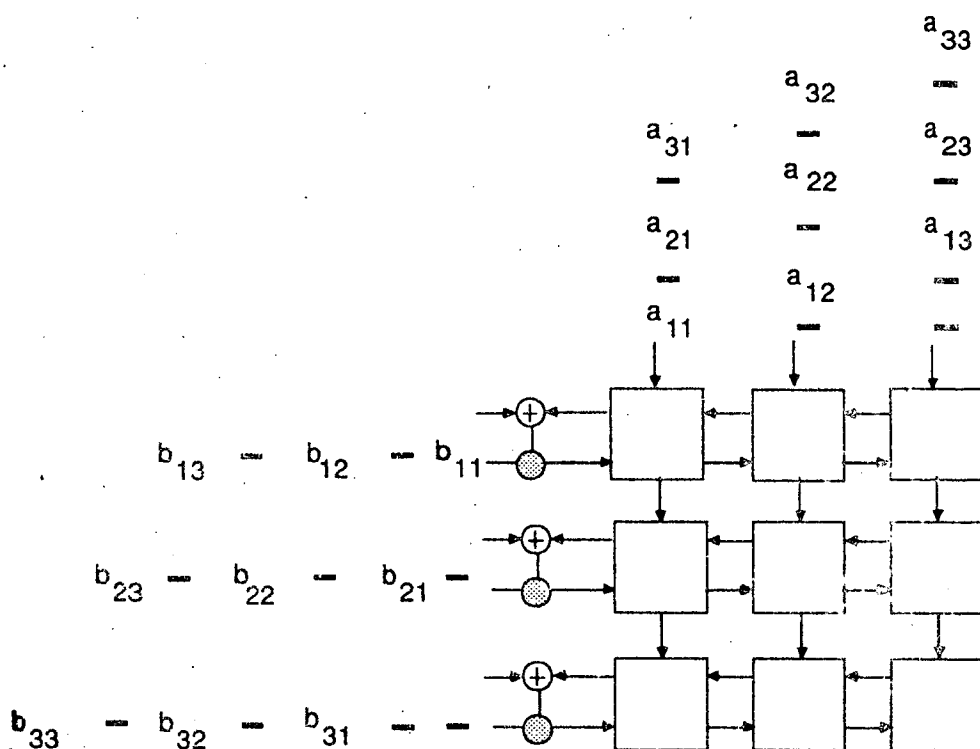 a33
a32
a31 a23
a22
a21 a13
a12
a11
+
b13 - b12 - b11
+
b23 - b22 - b21 -
+
b33 - b32 - b31 - -